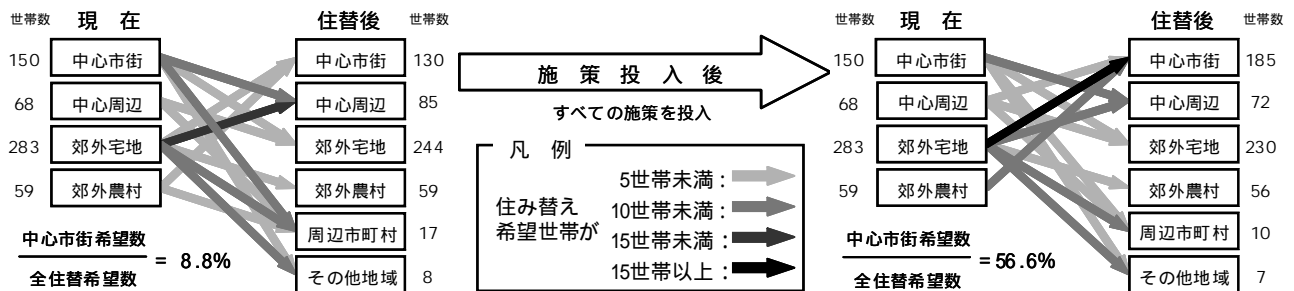 世帯数 現 在 住替後 世帯数
150 中心市街 中心市街 130
68 中心周辺 中心周辺 85
283 郊外宅地 郊外宅地 244
59 郊外農村 郊外農村 59
周辺市町村 17
その他地域 8
中心市街希望数
全住替希望数
= 8.8%
施 策 投 入 後
すべての施策を投入
凡 例
住み替え
希望世帯が
5世帯未満：
10世帯未満：
15世帯未満：
15世帯以上：
世帯数 現 在 住替後 世帯数
150 中心市街 中心市街 185
68 中心周辺 中心周辺 72
283 郊外宅地 郊外宅地 230
59 郊外農村 郊外農村 56
周辺市町村 10
その他地域 7
中心市街希望数
全住替希望数
=56.6%